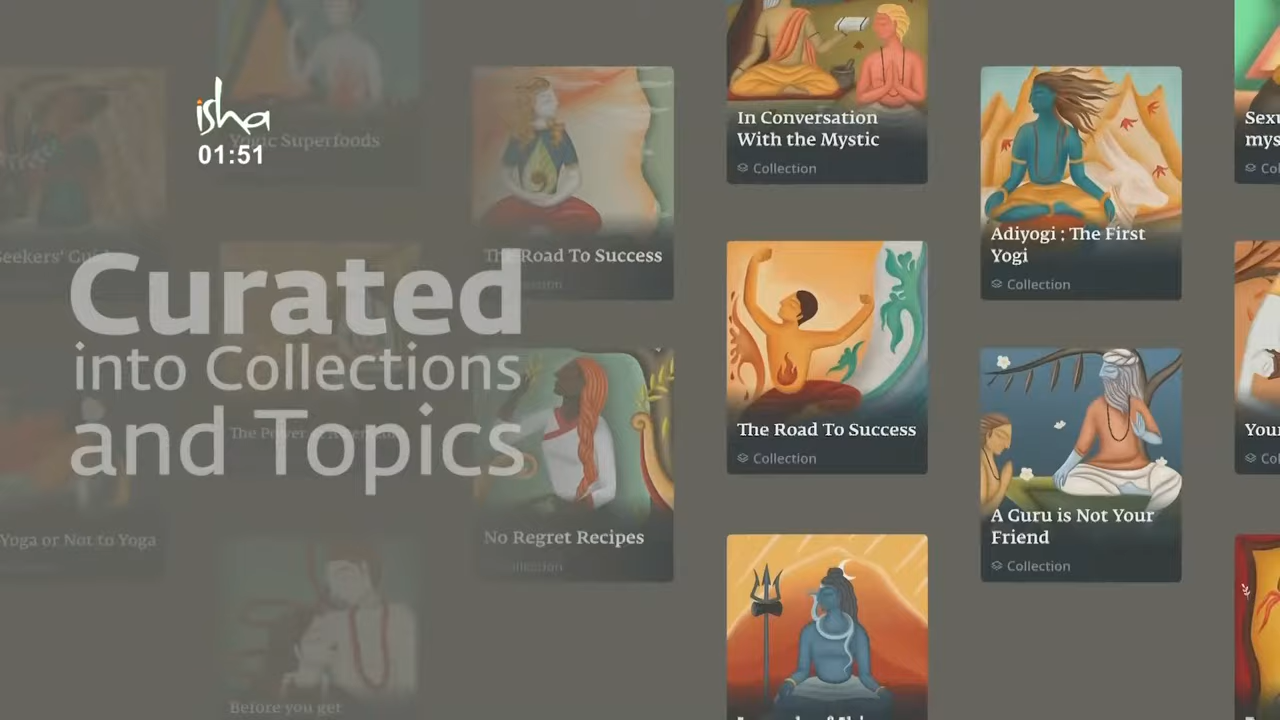 isha
01:51
Curated
into Collections
and Topics
Yogic Superfoods
Seekers'
The Road To Success
Collection
No Regret Recipes
Collection
Yoga or Not to Yoga
Before you get
In Conversation
With the Mystic
Collection
The Road To Success
Collection
Adiyogi : The First
Yogi
Collection
A Guru is Not Your
Friend
Collection